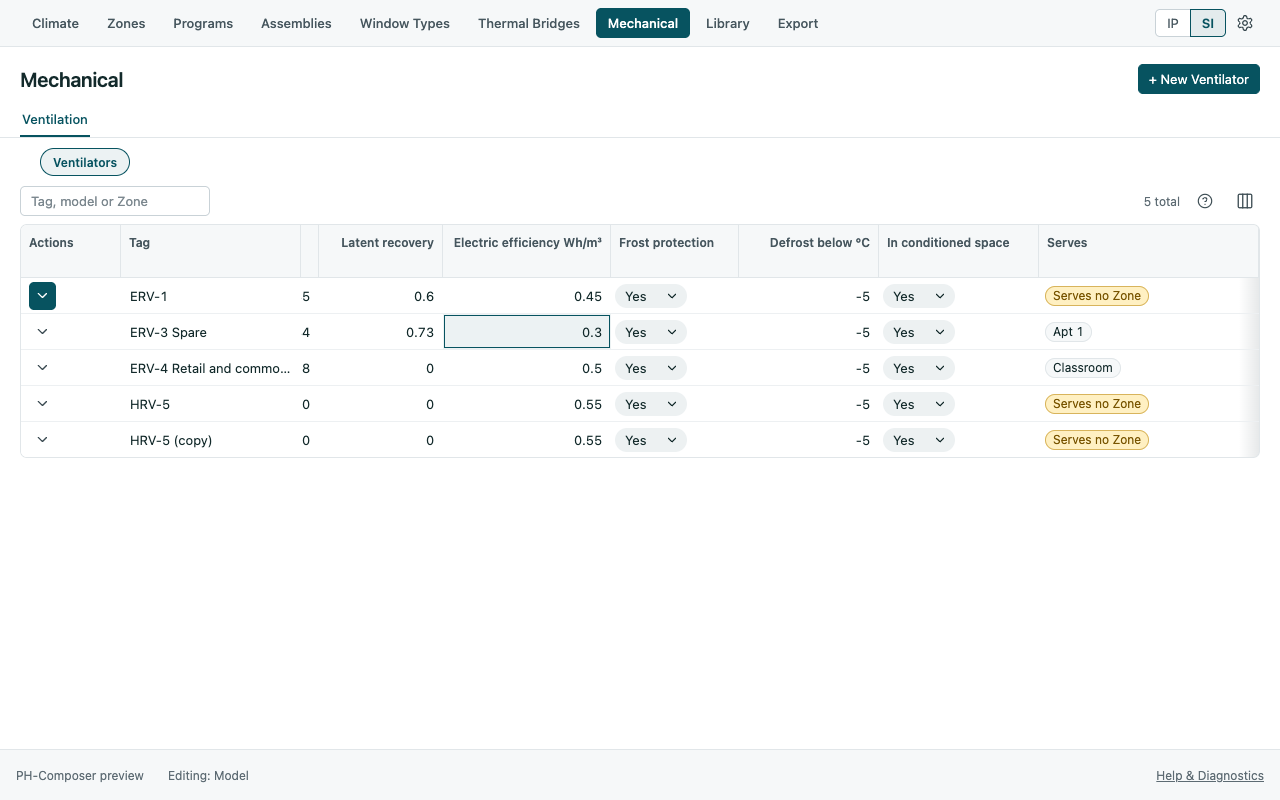 Climate Zones Programs Assemblies Window Types Thermal Bridges Mechanical Library Export IP SI
Mechanical
+ New Ventilator
Ventilation
Ventilators
Tag, model or Zone
5 total
Actions Tag Latent recovery Electric efficiency Wh/m³ Frost protection Defrost below °C In conditioned space Serves
ERV-1 5 0.6 0.45 Yes -5 Yes Serves no Zone
ERV-3 Spare 4 0.73 0.3 Yes -5 Yes Apt 1
ERV-4 Retail and commo... 8 0 0.5 Yes -5 Yes Classroom
HRV-5 0 0 0.55 Yes -5 Yes Serves no Zone
HRV-5 (copy) 0 0 0.55 Yes -5 Yes Serves no Zone
PH-Composer preview Editing: Model Help & Diagnostics